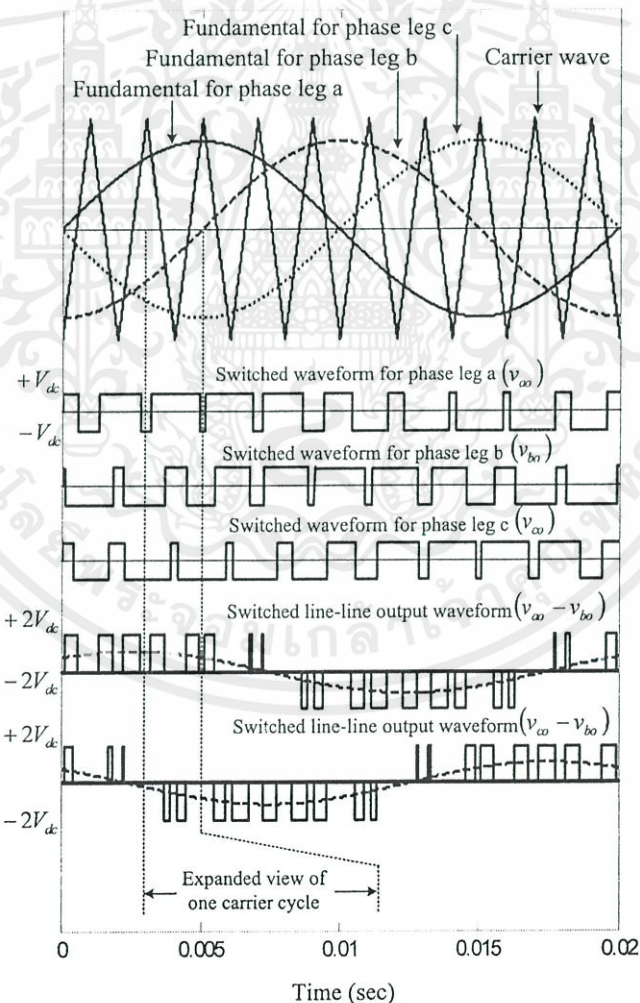 Fundamental for phase leg c
Fundamental for phase leg b
Carrier wave
Fundamental for phase leg a
Switched waveform for phase leg a (v_ao)
+V_dc
−V_dc
Switched waveform for phase leg b (v_bo)
Switched waveform for phase leg c (v_co)
Switched line-line output waveform(v_ao − v_bo)
+2V_dc
−2V_dc
Switched line-line output waveform(v_co − v_bo)
+2V_dc
−2V_dc
Expanded view of
one carrier cycle
0 0.005 0.01 0.015 0.02
Time (sec)